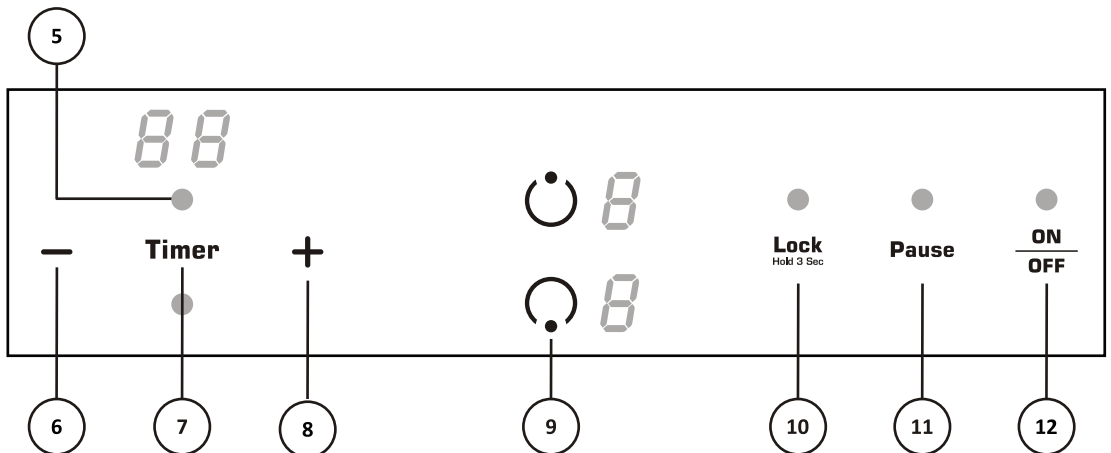 5
88
8
− Timer +
Lock
Hold 3 Sec
Pause
ON
OFF
8
6 7 8 9 10 11 12